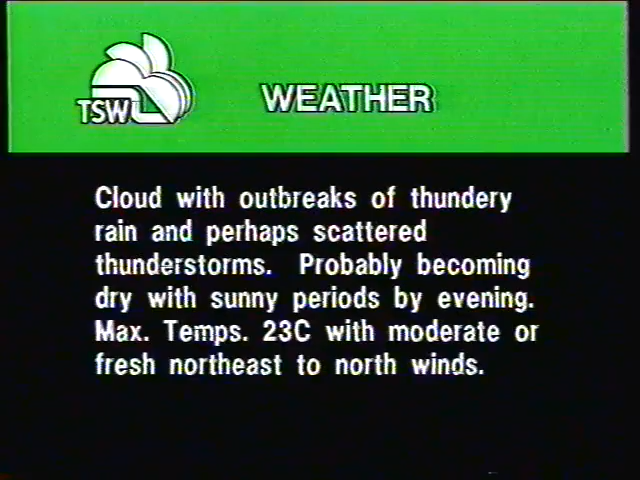 TSW
WEATHER
Cloud with outbreaks of thundery
rain and perhaps scattered
thunderstorms. Probably becoming
dry with sunny periods by evening.
Max. Temps. 23C with moderate or
fresh northeast to north winds.